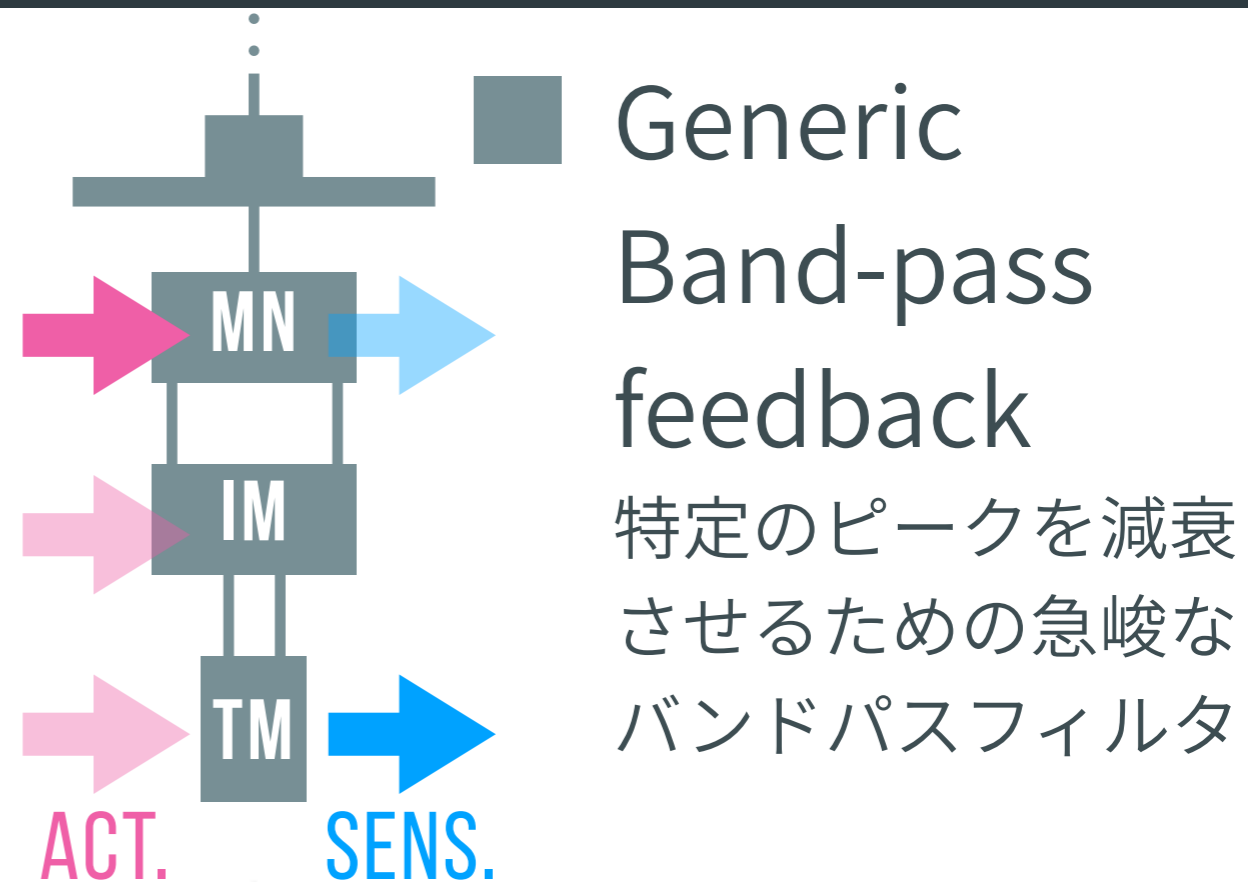 Generic
Band-pass
feedback
特定のピークを減衰
させるための急峻な
バンドパスフィルタ
MN
IM
TM
ACT.
SENS.